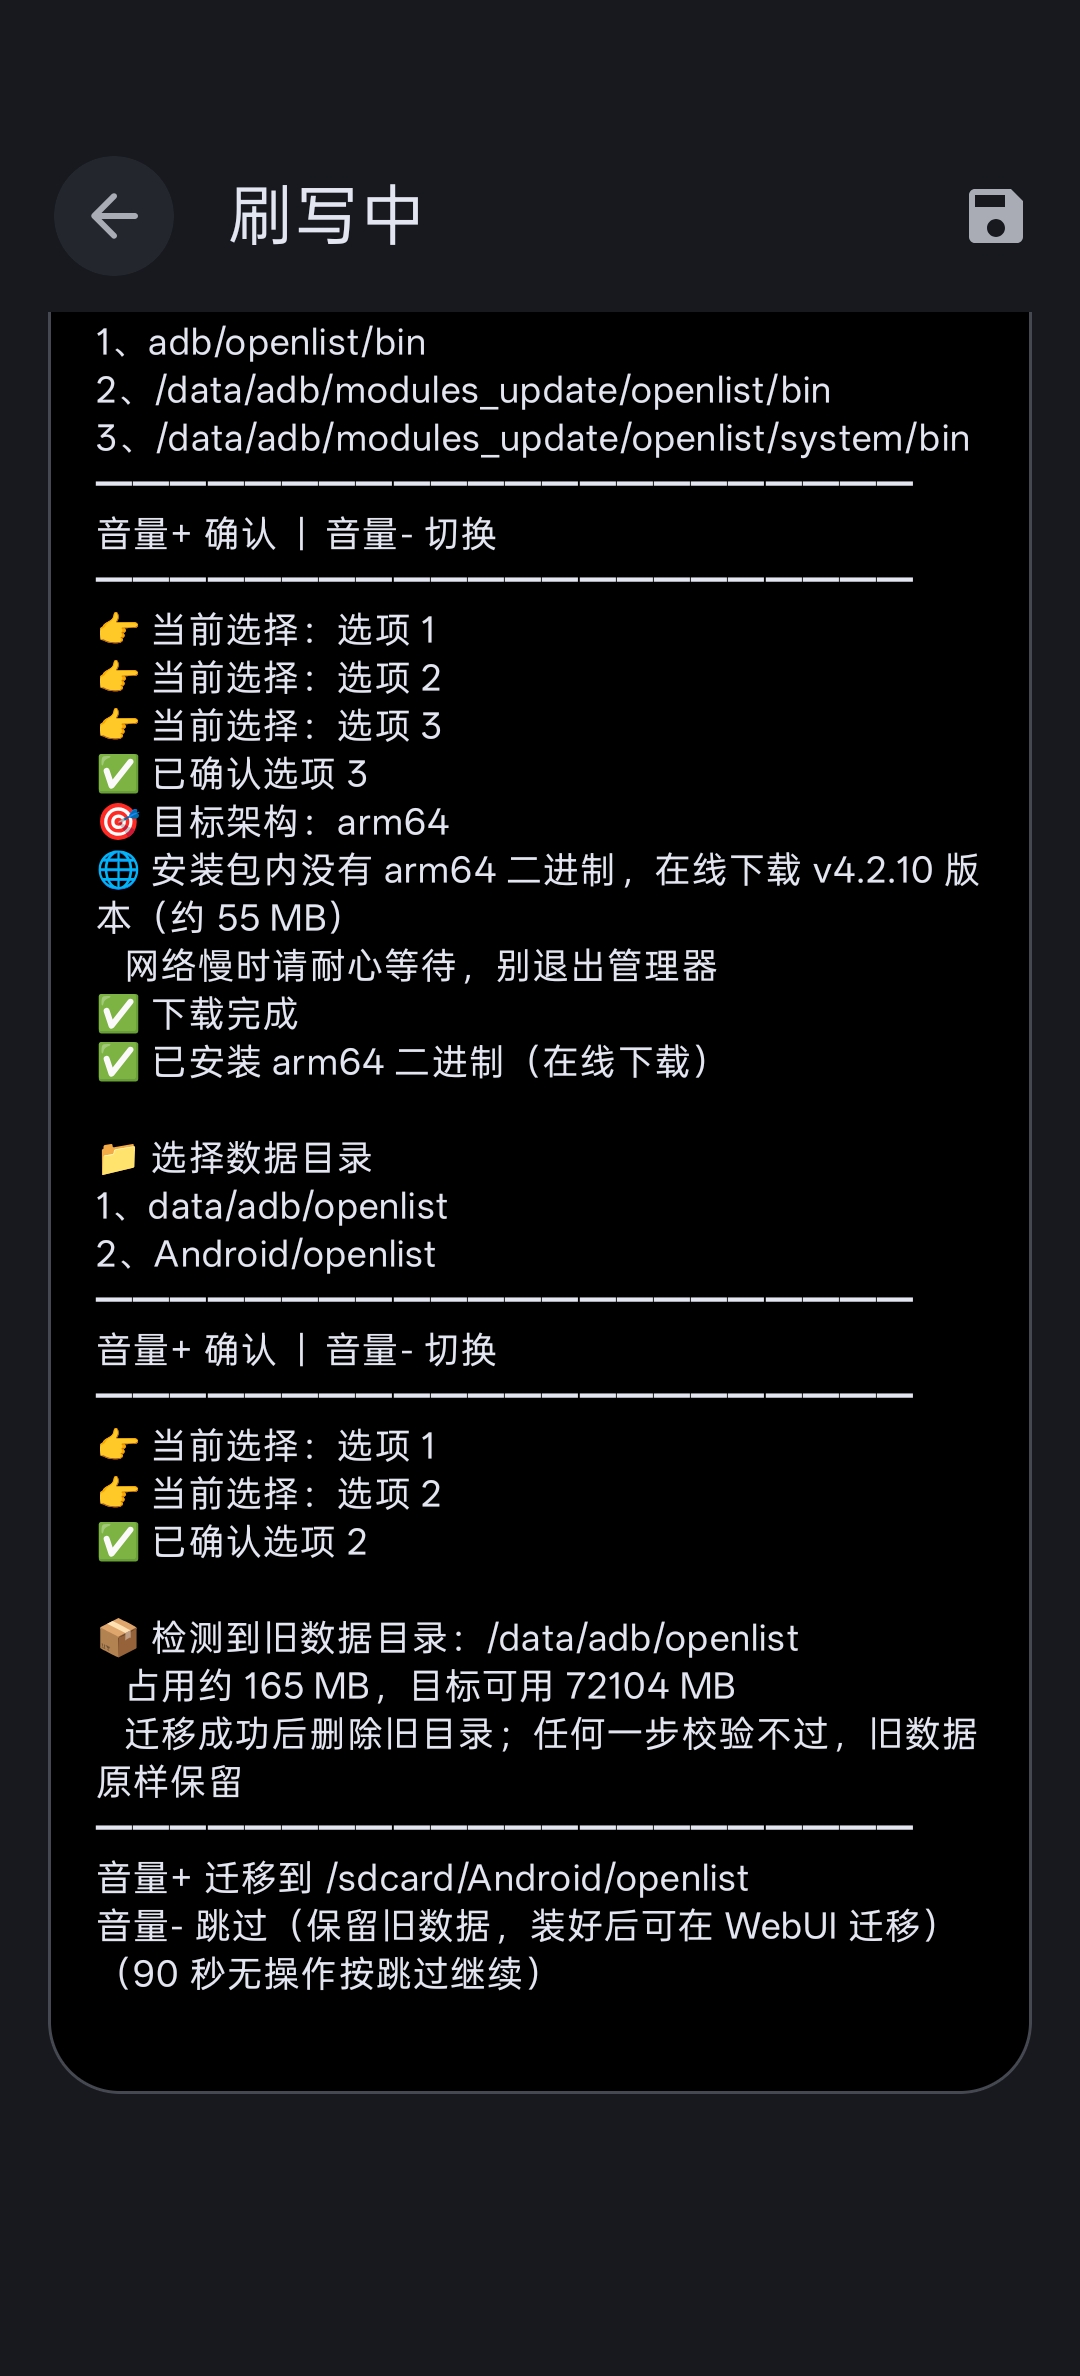 刷写中
1、adb/openlist/bin
2、/data/adb/modules_update/openlist/bin
3、/data/adb/modules_update/openlist/system/bin
━━━━━━━━━━━━━━━━━━━━━━
音量+ 确认 | 音量- 切换
━━━━━━━━━━━━━━━━━━━━━━
👉 当前选择：选项 1
👉 当前选择：选项 2
👉 当前选择：选项 3
✅ 已确认选项 3
🎯 目标架构：arm64
🌐 安装包内没有 arm64 二进制，在线下载 v4.2.10 版
本（约 55 MB）
网络慢时请耐心等待，别退出管理器
✅ 下载完成
✅ 已安装 arm64 二进制（在线下载）
📁 选择数据目录
1、data/adb/openlist
2、Android/openlist
━━━━━━━━━━━━━━━━━━━━━━
音量+ 确认 | 音量- 切换
━━━━━━━━━━━━━━━━━━━━━━
👉 当前选择：选项 1
👉 当前选择：选项 2
✅ 已确认选项 2
📦 检测到旧数据目录：/data/adb/openlist
占用约 165 MB，目标可用 72104 MB
迁移成功后删除旧目录；任何一步校验不过，旧数据
原样保留
━━━━━━━━━━━━━━━━━━━━━━
音量+ 迁移到 /sdcard/Android/openlist
音量- 跳过（保留旧数据，装好后可在 WebUI 迁移）
（90 秒无操作按跳过继续）